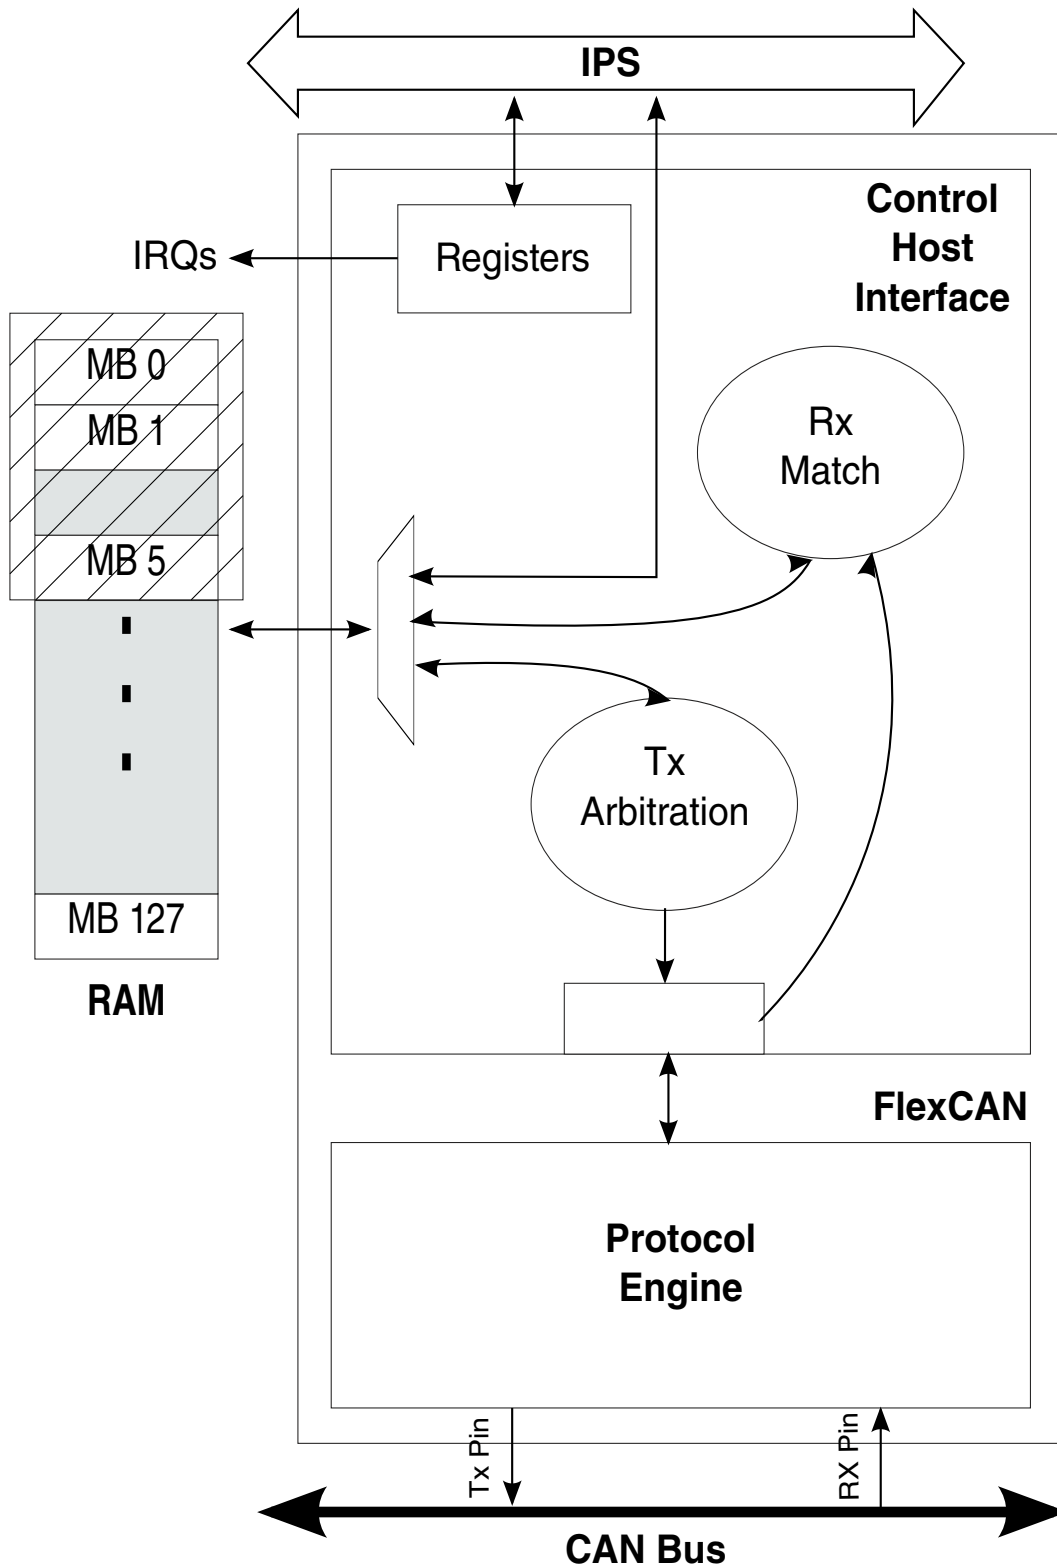 IPS
Control
Host
Interface
Registers
IRQs
MB 0
MB 1
MB 5
MB 127
RAM
Rx
Match
Tx
Arbitration
FlexCAN
Protocol
Engine
Tx Pin
RX Pin
CAN Bus